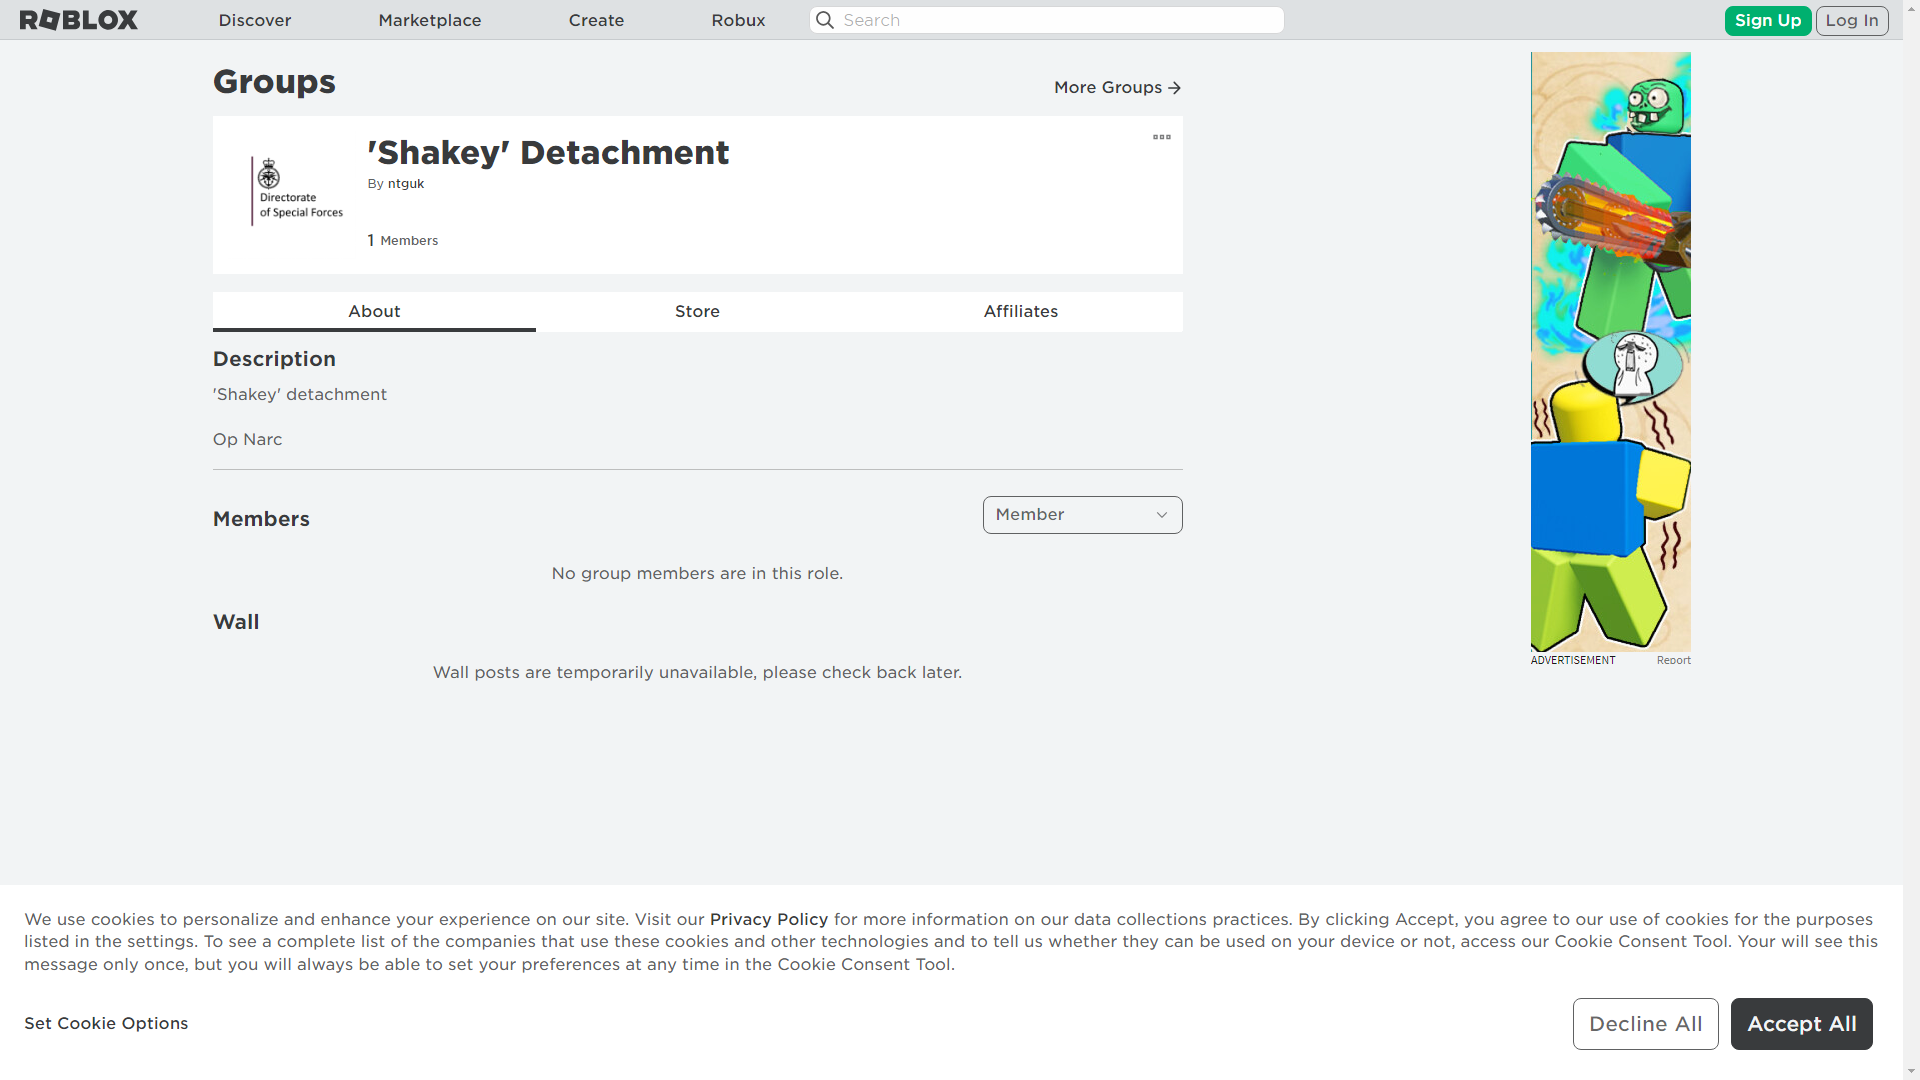 ROBLOX
Discover
Marketplace
Create
Robux
Search
Sign Up
Log In
Groups
More Groups
'Shakey' Detachment
By ntguk
Directorate
of Special Forces
1 Members
About
Store
Affiliates
Description
'Shakey' detachment
Op Narc
Members
Member
No group members are in this role.
Wall
Wall posts are temporarily unavailable, please check back later.
ADVERTISEMENT
Report
We use cookies to personalize and enhance your experience on our site. Visit our Privacy Policy for more information on our data collections practices. By clicking Accept, you agree to our use of cookies for the purposes
listed in the settings. To see a complete list of the companies that use these cookies and other technologies and to tell us whether they can be used on your device or not, access our Cookie Consent Tool. Your will see this
message only once, but you will always be able to set your preferences at any time in the Cookie Consent Tool.
Set Cookie Options
Decline All
Accept All